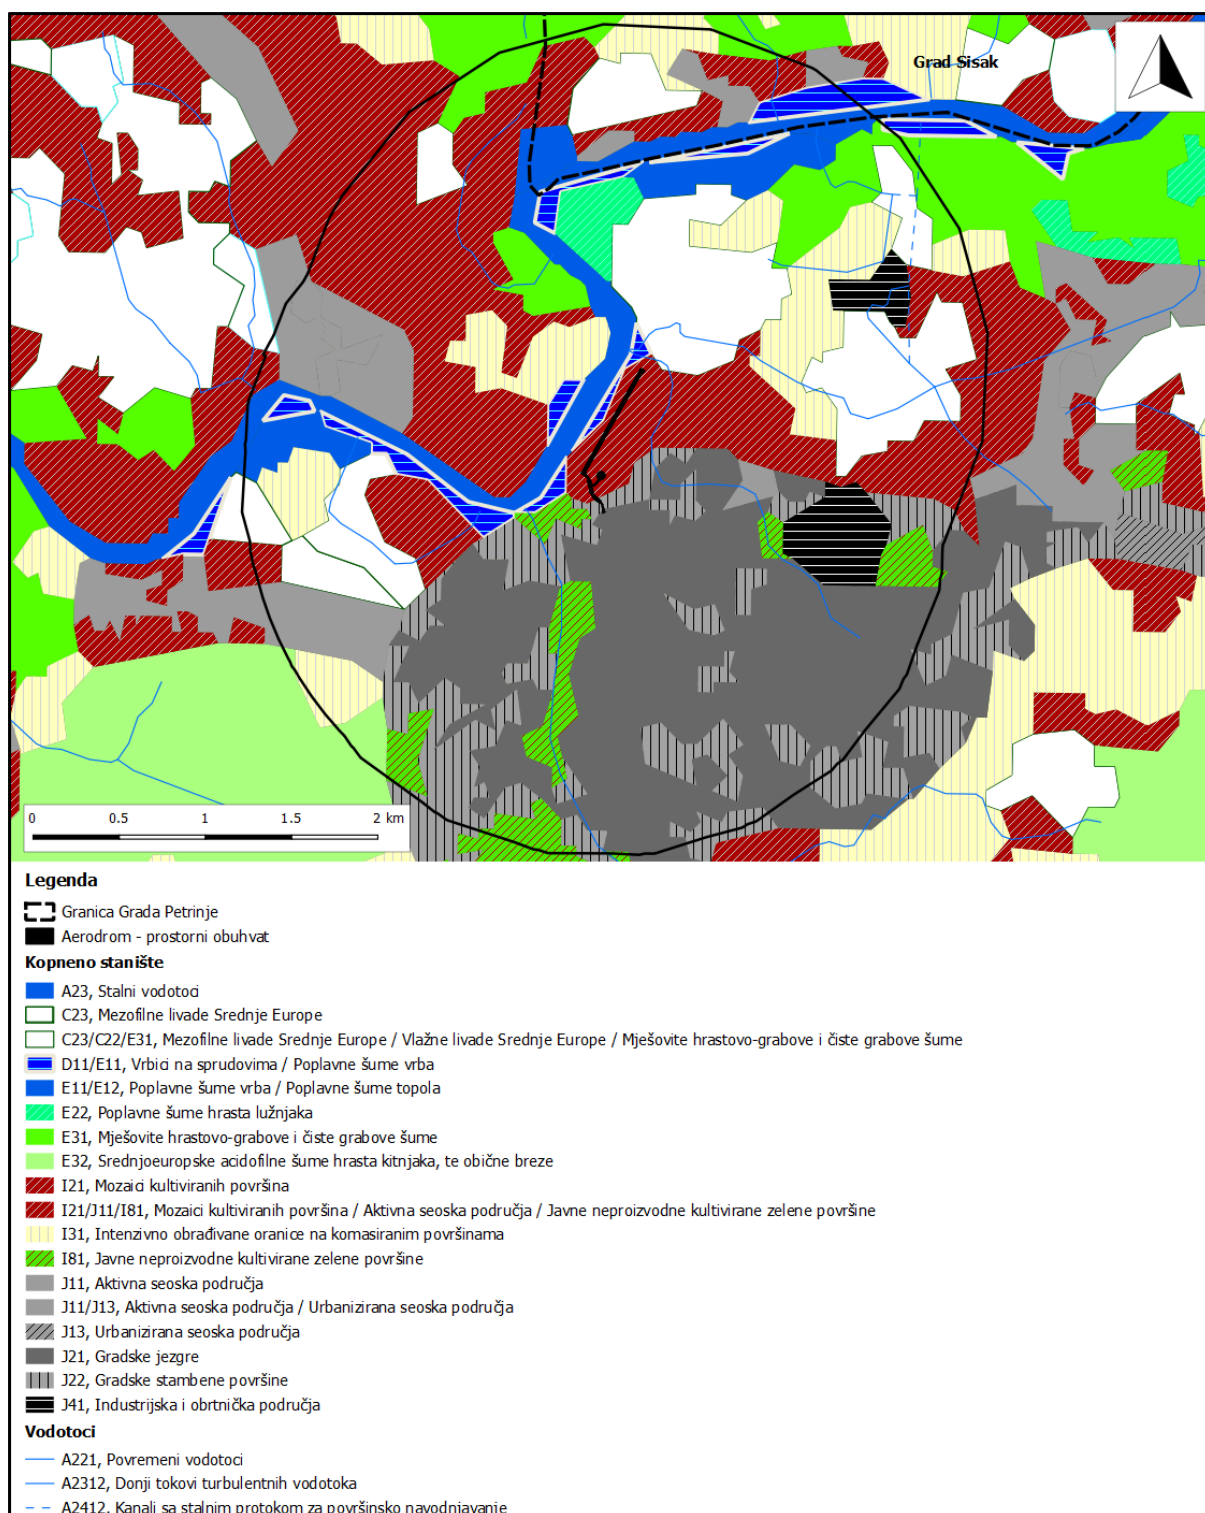 Grad Sisak
0 0.5 1 1.5 2 km
Legenda
Granica Grada Petrinje
Aerodrom - prostorni obuhvat
Kopneno stanište
A23, Stalni vodotoci
C23, Mezofilne livade Srednje Europe
C23/C22/E31, Mezofilne livade Srednje Europe / Vlažne livade Srednje Europe / Mješovite hrastovo-grabove i čiste grabove šume
D11/E11, Vrbici na sprudovima / Poplavne šume vrba
E11/E12, Poplavne šume vrba / Poplavne šume topola
E22, Poplavne šume hrasta lužnjaka
E31, Mješovite hrastovo-grabove i čiste grabove šume
E32, Srednjoeuropske acidofilne šume hrasta kitnjaka, te obične breze
I21, Mozaici kultiviranih površina
I21/J11/I81, Mozaici kultiviranih površina / Aktivna seoska područja / Javne neproizvodne kultivirane zelene površine
I31, Intenzivno obrađivane oranice na komasiranim površinama
I81, Javne neproizvodne kultivirane zelene površine
J11, Aktivna seoska područja
J11/J13, Aktivna seoska područja / Urbanizirana seoska područja
J13, Urbanizirana seoska područja
J21, Gradske jezgre
J22, Gradske stambene površine
J41, Industrijska i obrtnička područja
Vodotoci
A221, Povremeni vodotoci
A2312, Donji tokovi turbulentnih vodotoka
A2412, Kanali sa stalnim protokom za površinsko navodnjavanje